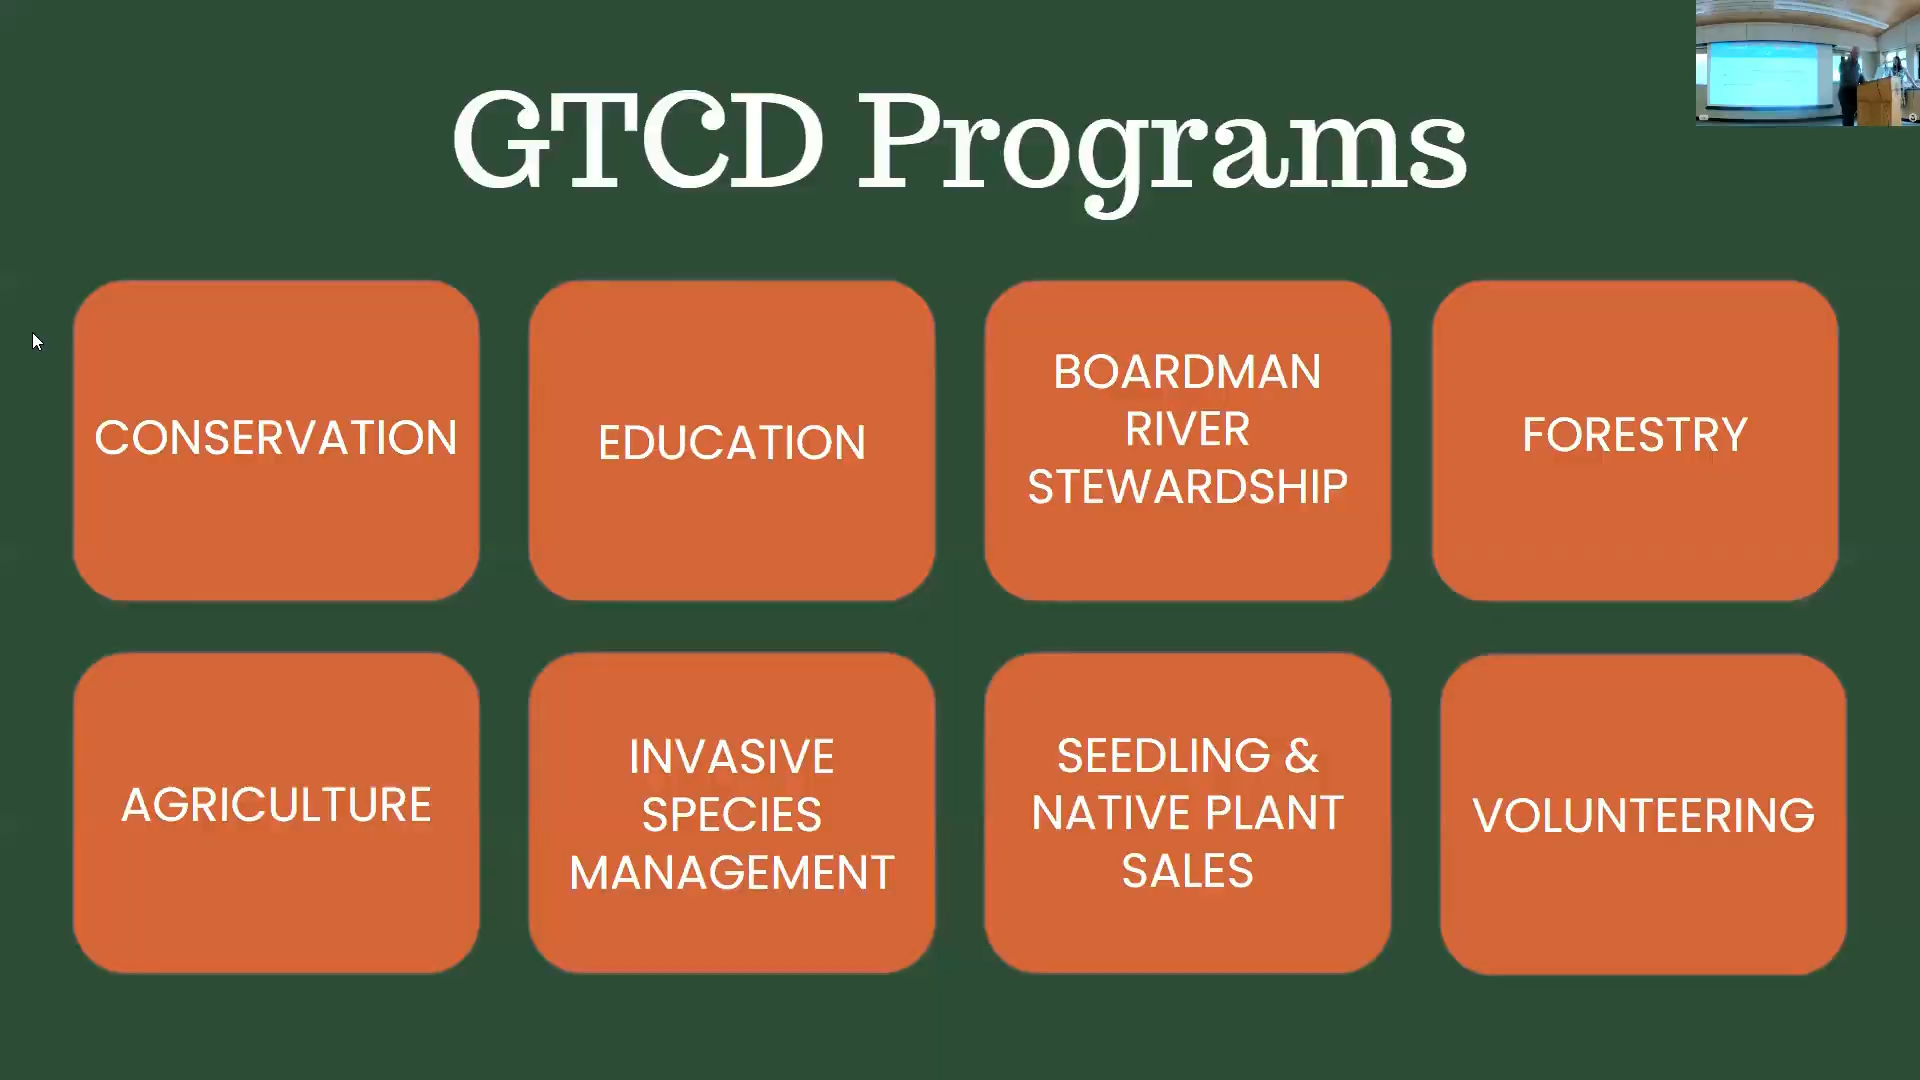 GTCD Programs
CONSERVATION
EDUCATION
BOARDMAN
RIVER
STEWARDSHIP
FORESTRY
AGRICULTURE
INVASIVE
SPECIES
MANAGEMENT
SEEDLING &
NATIVE PLANT
SALES
VOLUNTEERING